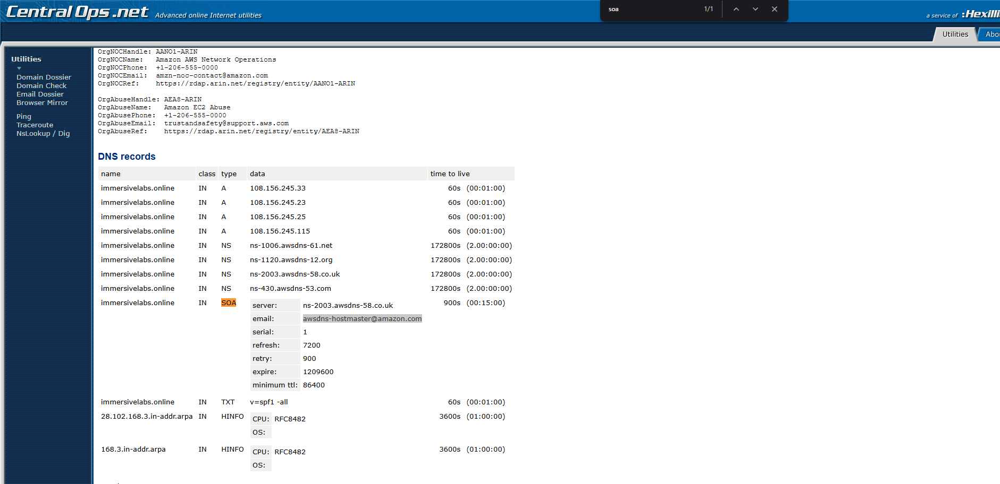 Central Ops .net Advanced online Internet utilities
soa 1/1
a service of
Utilities
Utilities
Domain Dossier
Domain Check
Email Dossier
Browser Mirror
Ping
Traceroute
NsLookup / Dig
OrgNOCHandle: AANO1-ARIN
OrgNOCName: Amazon AWS Network Operations
OrgNOCPhone: +1-206-555-0000
OrgNOCEmail: amzn-noc-contact@amazon.com
OrgNOCRef: https://rdap.arin.net/registry/entity/AANO1-ARIN
OrgAbuseHandle: AEA8-ARIN
OrgAbuseName: Amazon EC2 Abuse
OrgAbusePhone: +1-206-555-0000
OrgAbuseEmail: trustandsafety@support.aws.com
OrgAbuseRef: https://rdap.arin.net/registry/entity/AEA8-ARIN
DNS records
name class type data time to live
immersivelabs.online IN A 108.156.245.33 60s (00:01:00)
immersivelabs.online IN A 108.156.245.23 60s (00:01:00)
immersivelabs.online IN A 108.156.245.25 60s (00:01:00)
immersivelabs.online IN A 108.156.245.115 60s (00:01:00)
immersivelabs.online IN NS ns-1006.awsdns-61.net 172800s (2.00:00:00)
immersivelabs.online IN NS ns-1120.awsdns-12.org 172800s (2.00:00:00)
immersivelabs.online IN NS ns-2003.awsdns-58.co.uk 172800s (2.00:00:00)
immersivelabs.online IN NS ns-430.awsdns-53.com 172800s (2.00:00:00)
immersivelabs.online IN SOA server: ns-2003.awsdns-58.co.uk 900s (00:15:00)
email: awsdns-hostmaster@amazon.com
serial: 1
refresh: 7200
retry: 900
expire: 1209600
minimum ttl: 86400
immersivelabs.online IN TXT v=spf1 -all 60s (00:01:00)
28.102.168.3.in-addr.arpa IN HINFO CPU: RFC8482 3600s (01:00:00)
OS:
168.3.in-addr.arpa IN HINFO CPU: RFC8482 3600s (01:00:00)
OS: